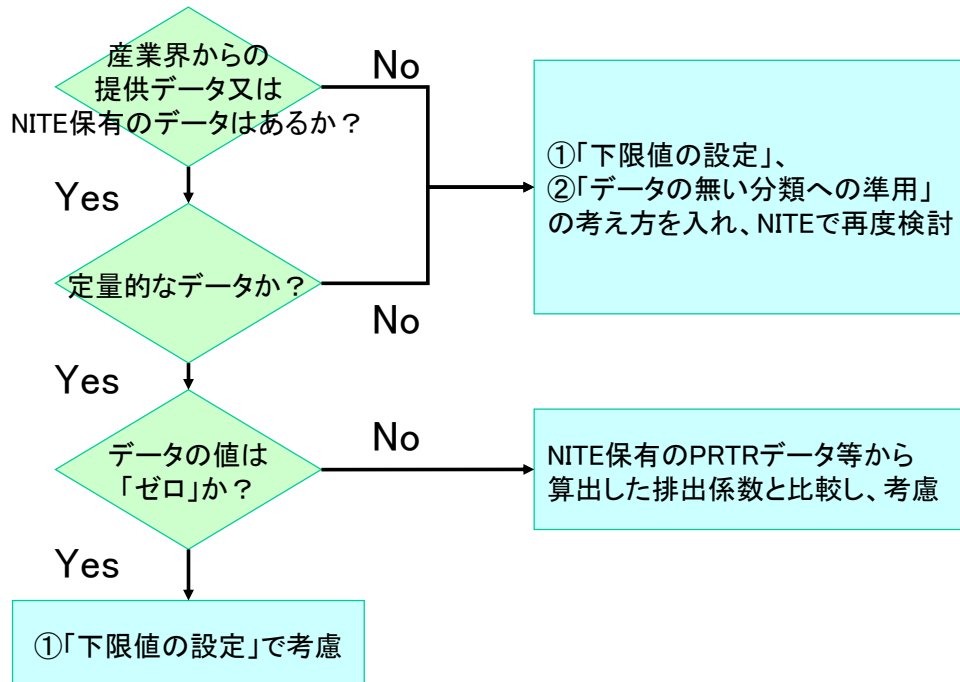 産業界からの
提供データ又は
NITE保有のデータはあるか？
No
Yes
①「下限値の設定」、
②「データの無い分類への準用」
の考え方を入れ、NITEで再度検討
定量的なデータか？
No
Yes
データの値は
「ゼロ」か？
No
NITE保有のPRTRデータ等から
算出した排出係数と比較し、考慮
Yes
①「下限値の設定」で考慮